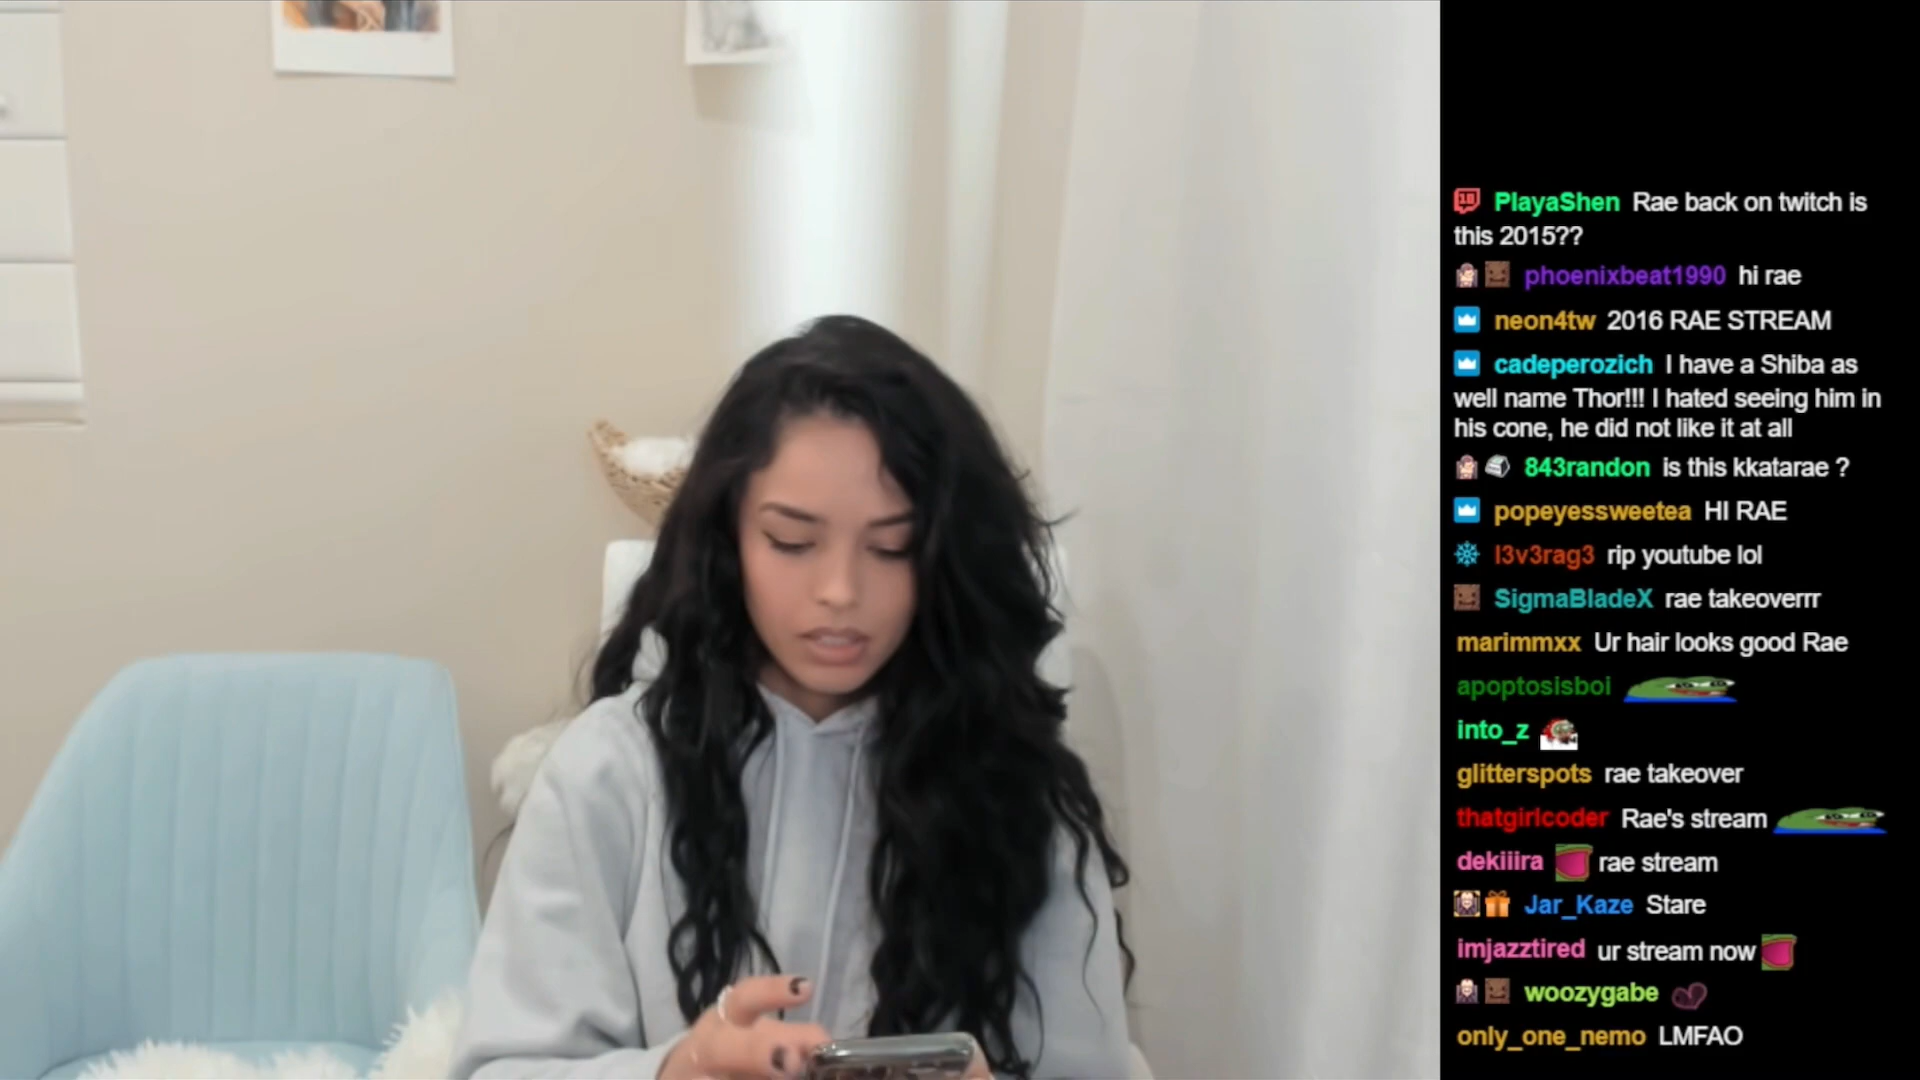 PlayaShen Rae back on twitch is
this 2015??
phoenixbeat1990 hi rae
neon4tw 2016 RAE STREAM
cadeperozich I have a Shiba as
well name Thor!!! I hated seeing him in
his cone, he did not like it at all
843randon is this kkatarae ?
popeyessweetea HI RAE
l3v3rag3 rip youtube lol
SigmaBladeX rae takeoverrr
marimmxx Ur hair looks good Rae
apoptosisboi
into_z
glitterspots rae takeover
thatgirlcoder Rae's stream
dekiiira rae stream
Jar_Kaze Stare
imjazztired ur stream now
woozygabe
only_one_nemo LMFAO